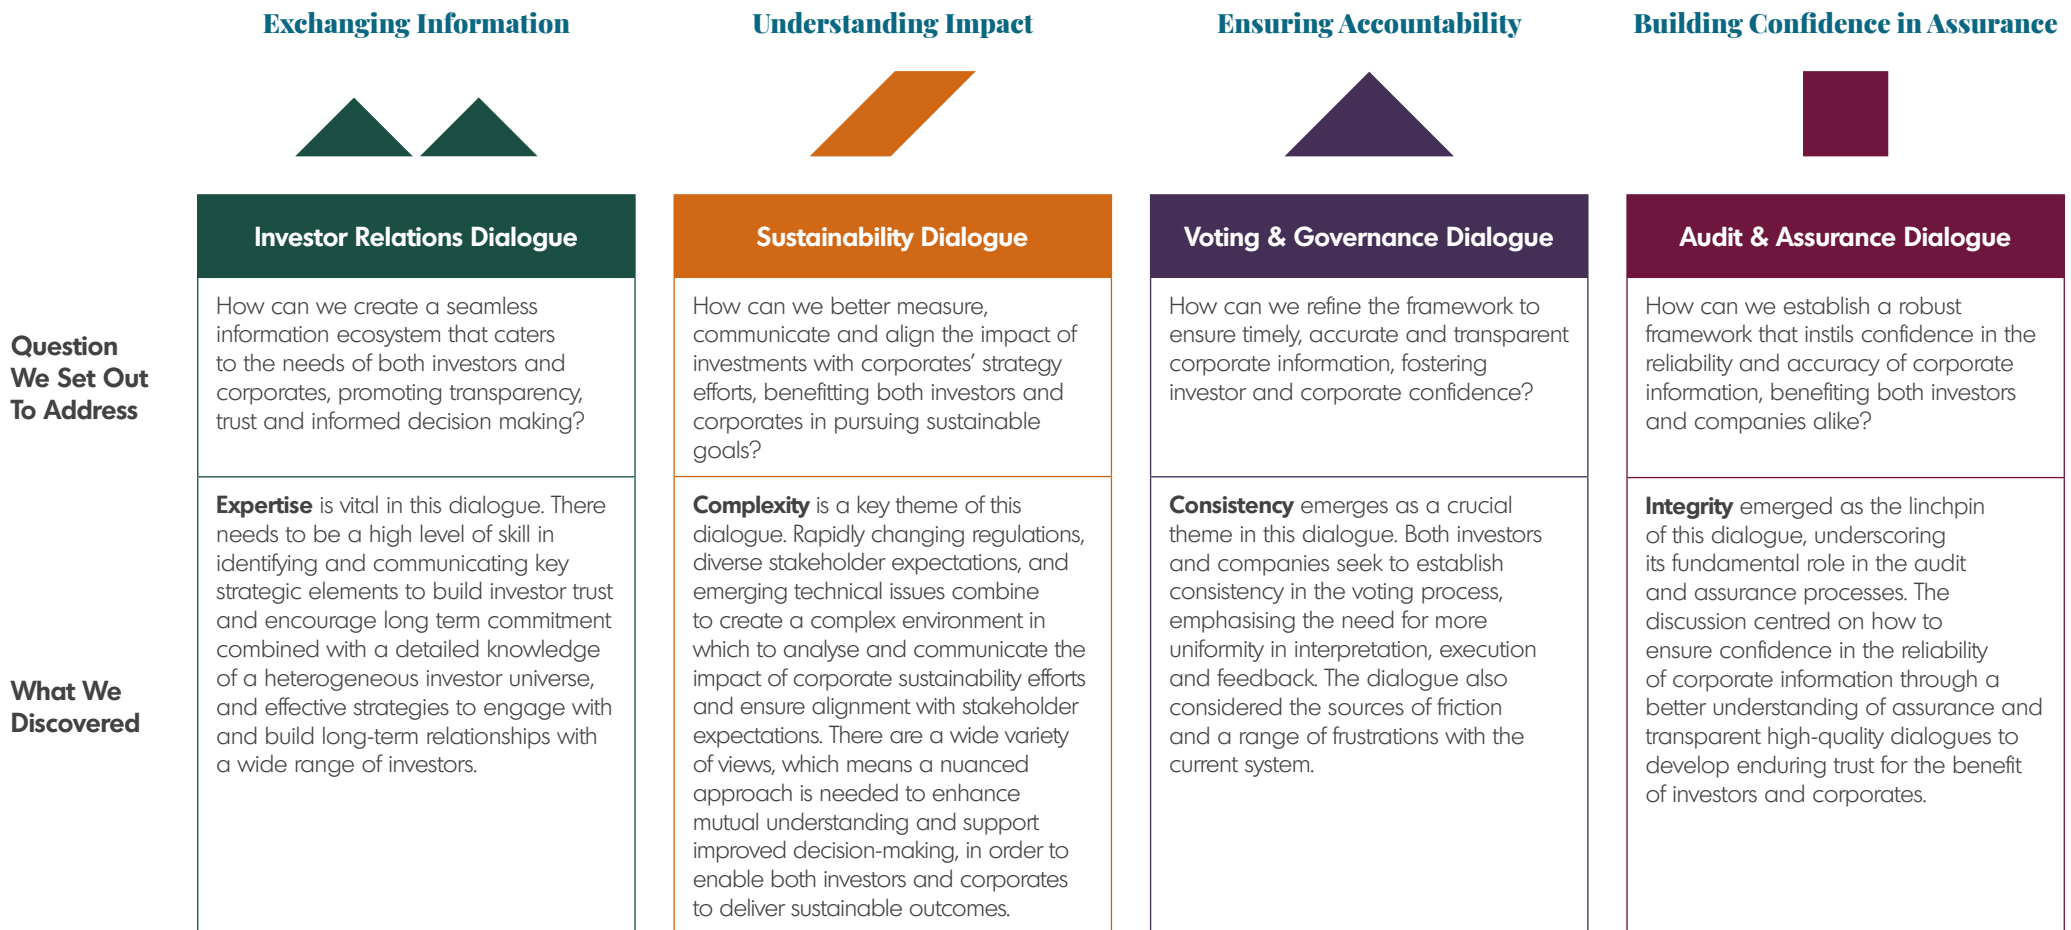 Exchanging Information
Understanding Impact
Ensuring Accountability
Building Confidence in Assurance
Investor Relations Dialogue
Sustainability Dialogue
Voting & Governance Dialogue
Audit & Assurance Dialogue
Question
We Set Out
To Address
How can we create a seamless
information ecosystem that caters
to the needs of both investors and
corporates, promoting transparency,
trust and informed decision making?
How can we better measure,
communicate and align the impact of
investments with corporates’ strategy
efforts, benefitting both investors and
corporates in pursuing sustainable
goals?
How can we refine the framework to
ensure timely, accurate and transparent
corporate information, fostering
investor and corporate confidence?
How can we establish a robust
framework that instils confidence in the
reliability and accuracy of corporate
information, benefiting both investors
and companies alike?
What We
Discovered
Expertise is vital in this dialogue. There
needs to be a high level of skill in
identifying and communicating key
strategic elements to build investor trust
and encourage long term commitment
combined with a detailed knowledge
of a heterogeneous investor universe,
and effective strategies to engage with
and build long-term relationships with
a wide range of investors.
Complexity is a key theme of this
dialogue. Rapidly changing regulations,
diverse stakeholder expectations, and
emerging technical issues combine
to create a complex environment in
which to analyse and communicate the
impact of corporate sustainability efforts
and ensure alignment with stakeholder
expectations. There are a wide variety
of views, which means a nuanced
approach is needed to enhance
mutual understanding and support
improved decision-making, in order to
enable both investors and corporates
to deliver sustainable outcomes.
Consistency emerges as a crucial
theme in this dialogue. Both investors
and companies seek to establish
consistency in the voting process,
emphasising the need for more
uniformity in interpretation, execution
and feedback. The dialogue also
considered the sources of friction
and a range of frustrations with the
current system.
Integrity emerged as the linchpin
of this dialogue, underscoring
its fundamental role in the audit
and assurance processes. The
discussion centred on how to
ensure confidence in the reliability
of corporate information through a
better understanding of assurance and
transparent high-quality dialogues to
develop enduring trust for the benefit
of investors and corporates.